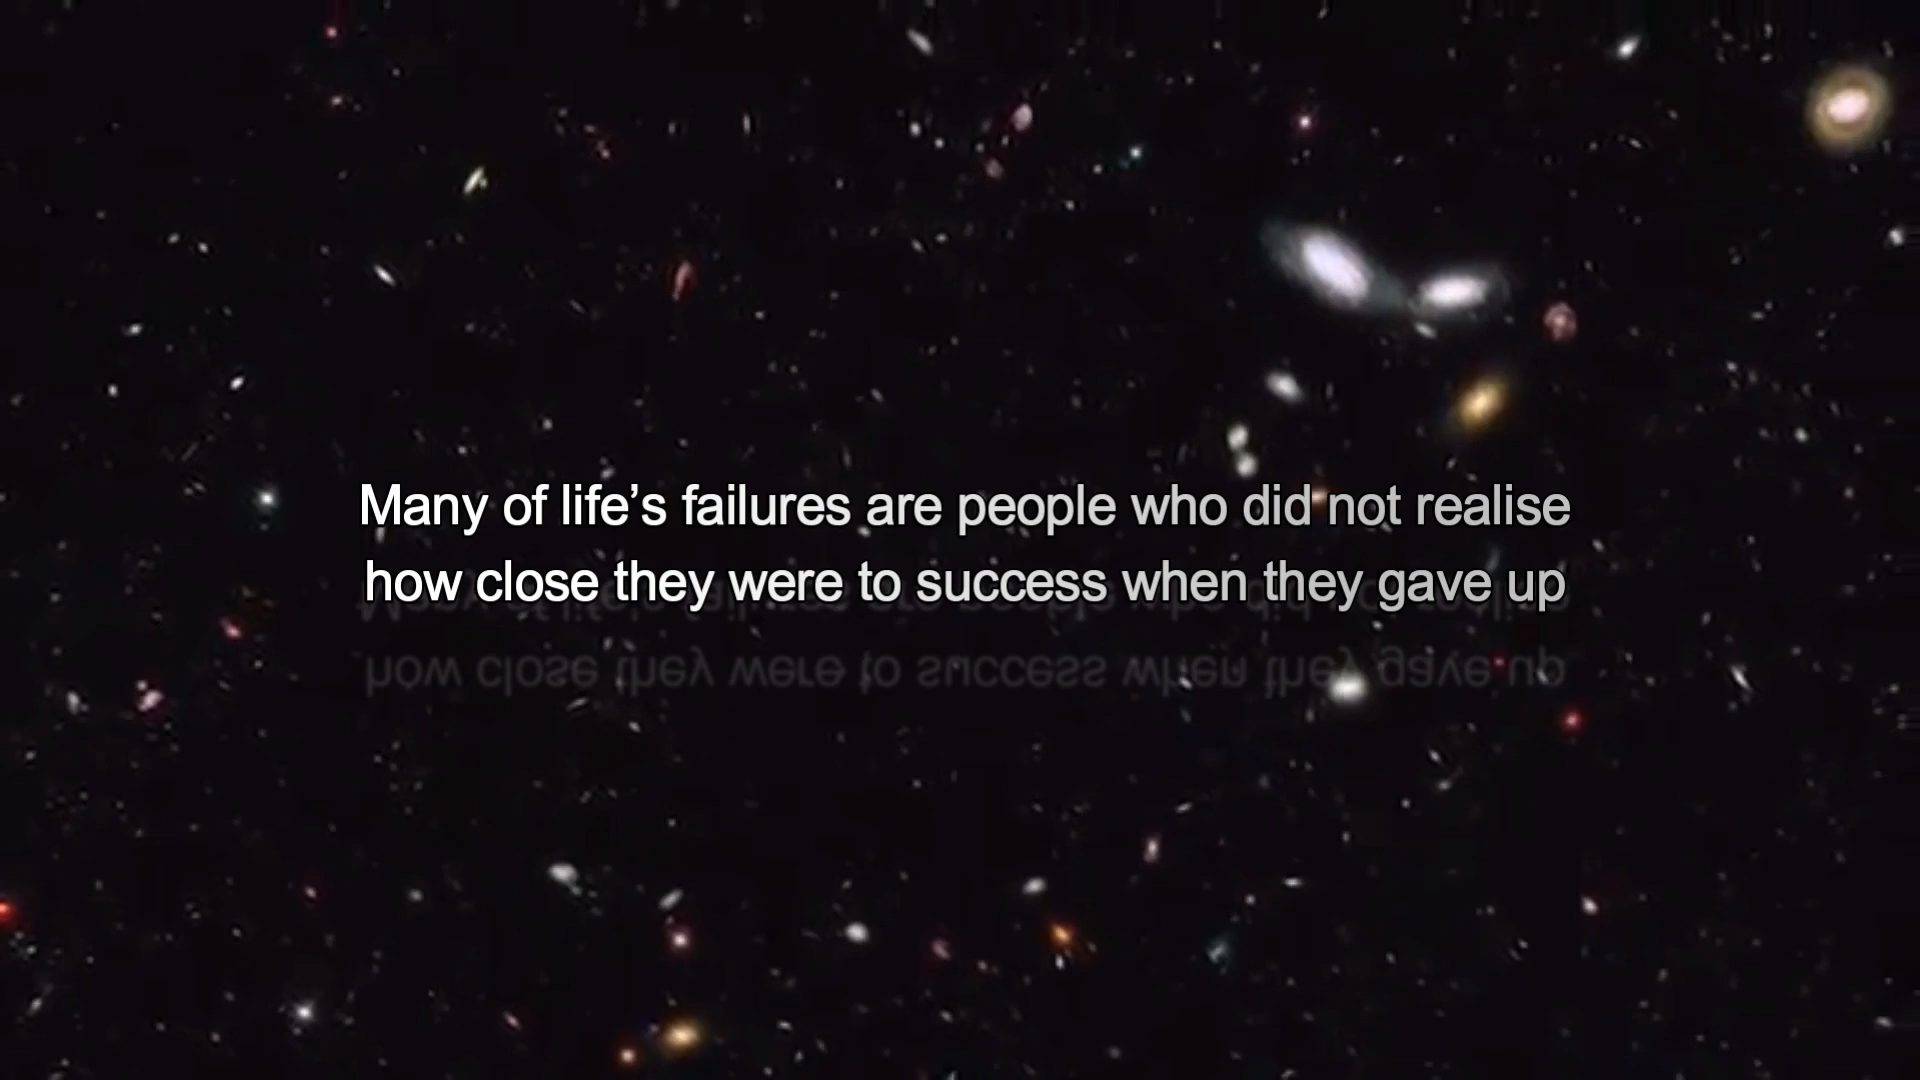 Many of life’s failures are people who did not realise
how close they were to success when they gave up